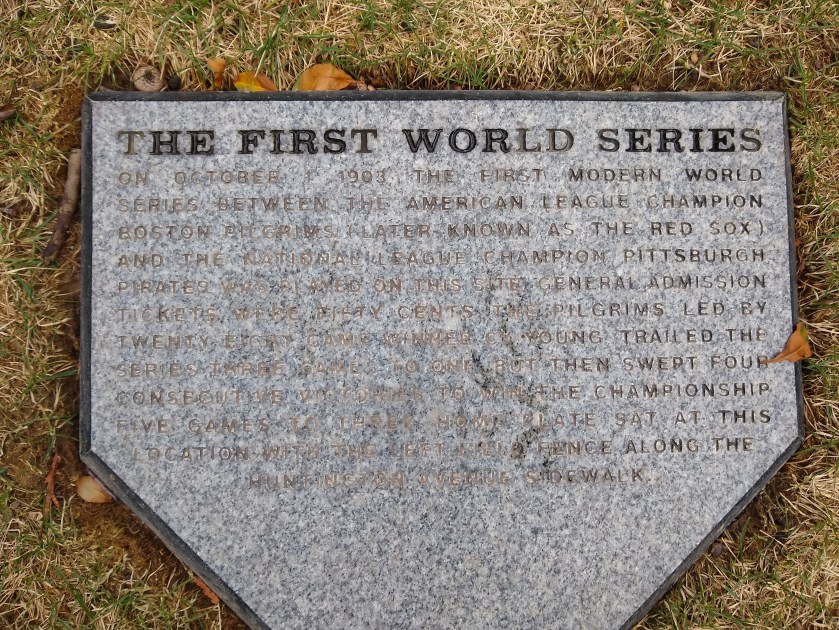 THE FIRST WORLD SERIES
ON OCTOBER 1, 1903 THE FIRST MODERN WORLD
SERIES BETWEEN THE AMERICAN LEAGUE CHAMPION
BOSTON PILGRIMS (LATER KNOWN AS THE RED SOX)
AND THE NATIONAL LEAGUE CHAMPION PITTSBURGH
PIRATES WAS PLAYED ON THIS SITE. GENERAL ADMISSION
TICKETS WERE FIFTY CENTS. THE PILGRIMS, LED BY
TWENTY-EIGHT GAME WINNER CY YOUNG, TRAILED THE
SERIES THREE GAMES TO ONE BUT THEN SWEPT FOUR
CONSECUTIVE VICTORIES TO WIN THE CHAMPIONSHIP
FIVE GAMES TO THREE. HOME PLATE SAT AT THIS
LOCATION WITH THE LEFT FIELD FENCE ALONG THE
HUNTINGTON AVENUE SIDEWALK.